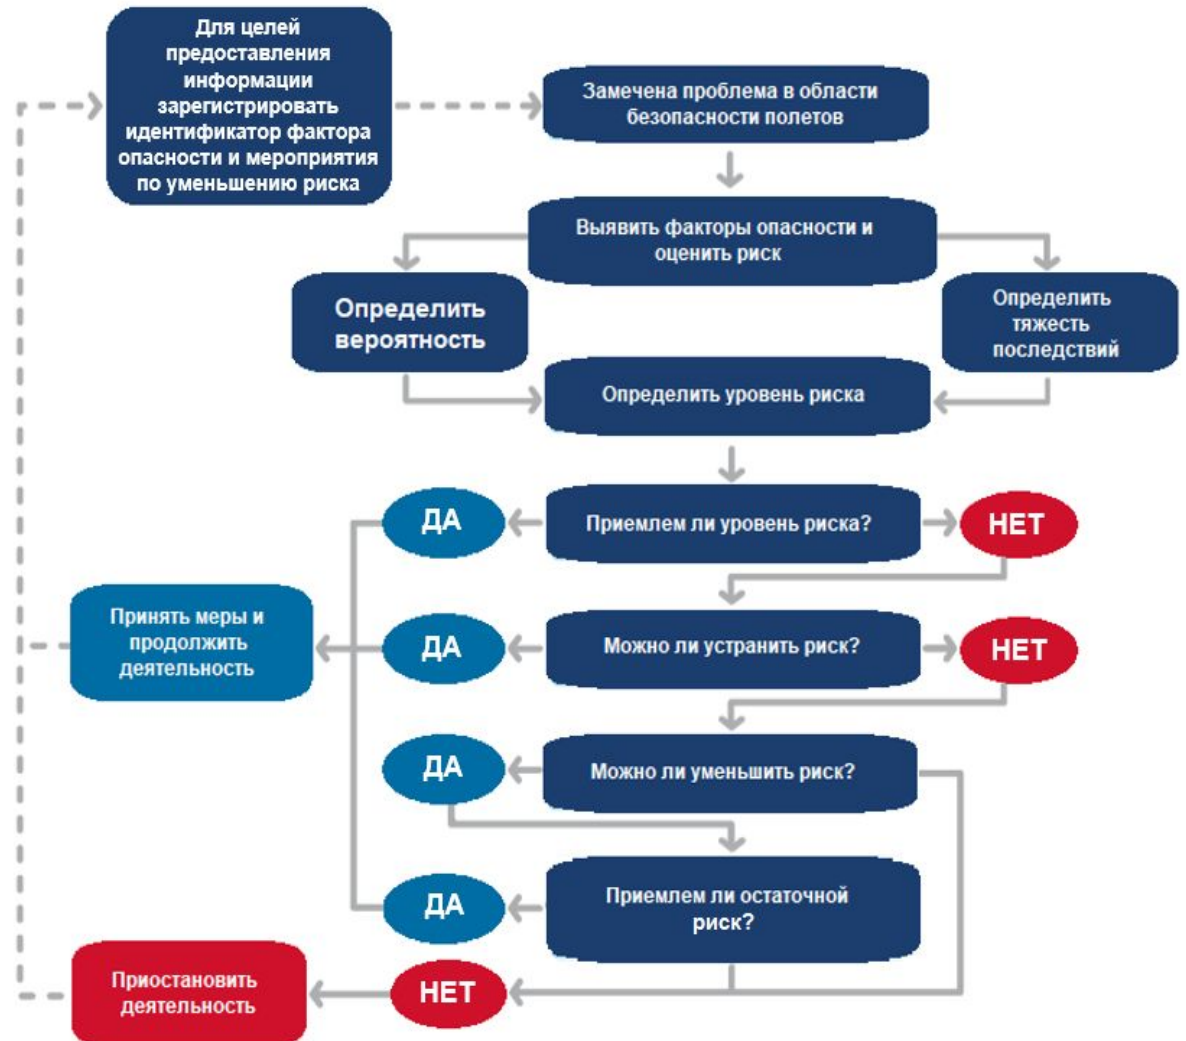 Для целей
предоставления
информации
зарегистрировать
идентификатор фактора
опасности и мероприятия
по уменьшению риска
Замечена проблема в области
безопасности полетов
Выявить факторы опасности и
оценить риск
Определить
вероятность
Определить
тяжесть
последствий
Определить уровень риска
ДА
Приемлем ли уровень риска?
НЕТ
Принять меры и
продолжить
деятельность
ДА
Можно ли устранить риск?
НЕТ
ДА
Можно ли уменьшить риск?
ДА
Приемлем ли остаточной
риск?
Приостановить
деятельность
НЕТ